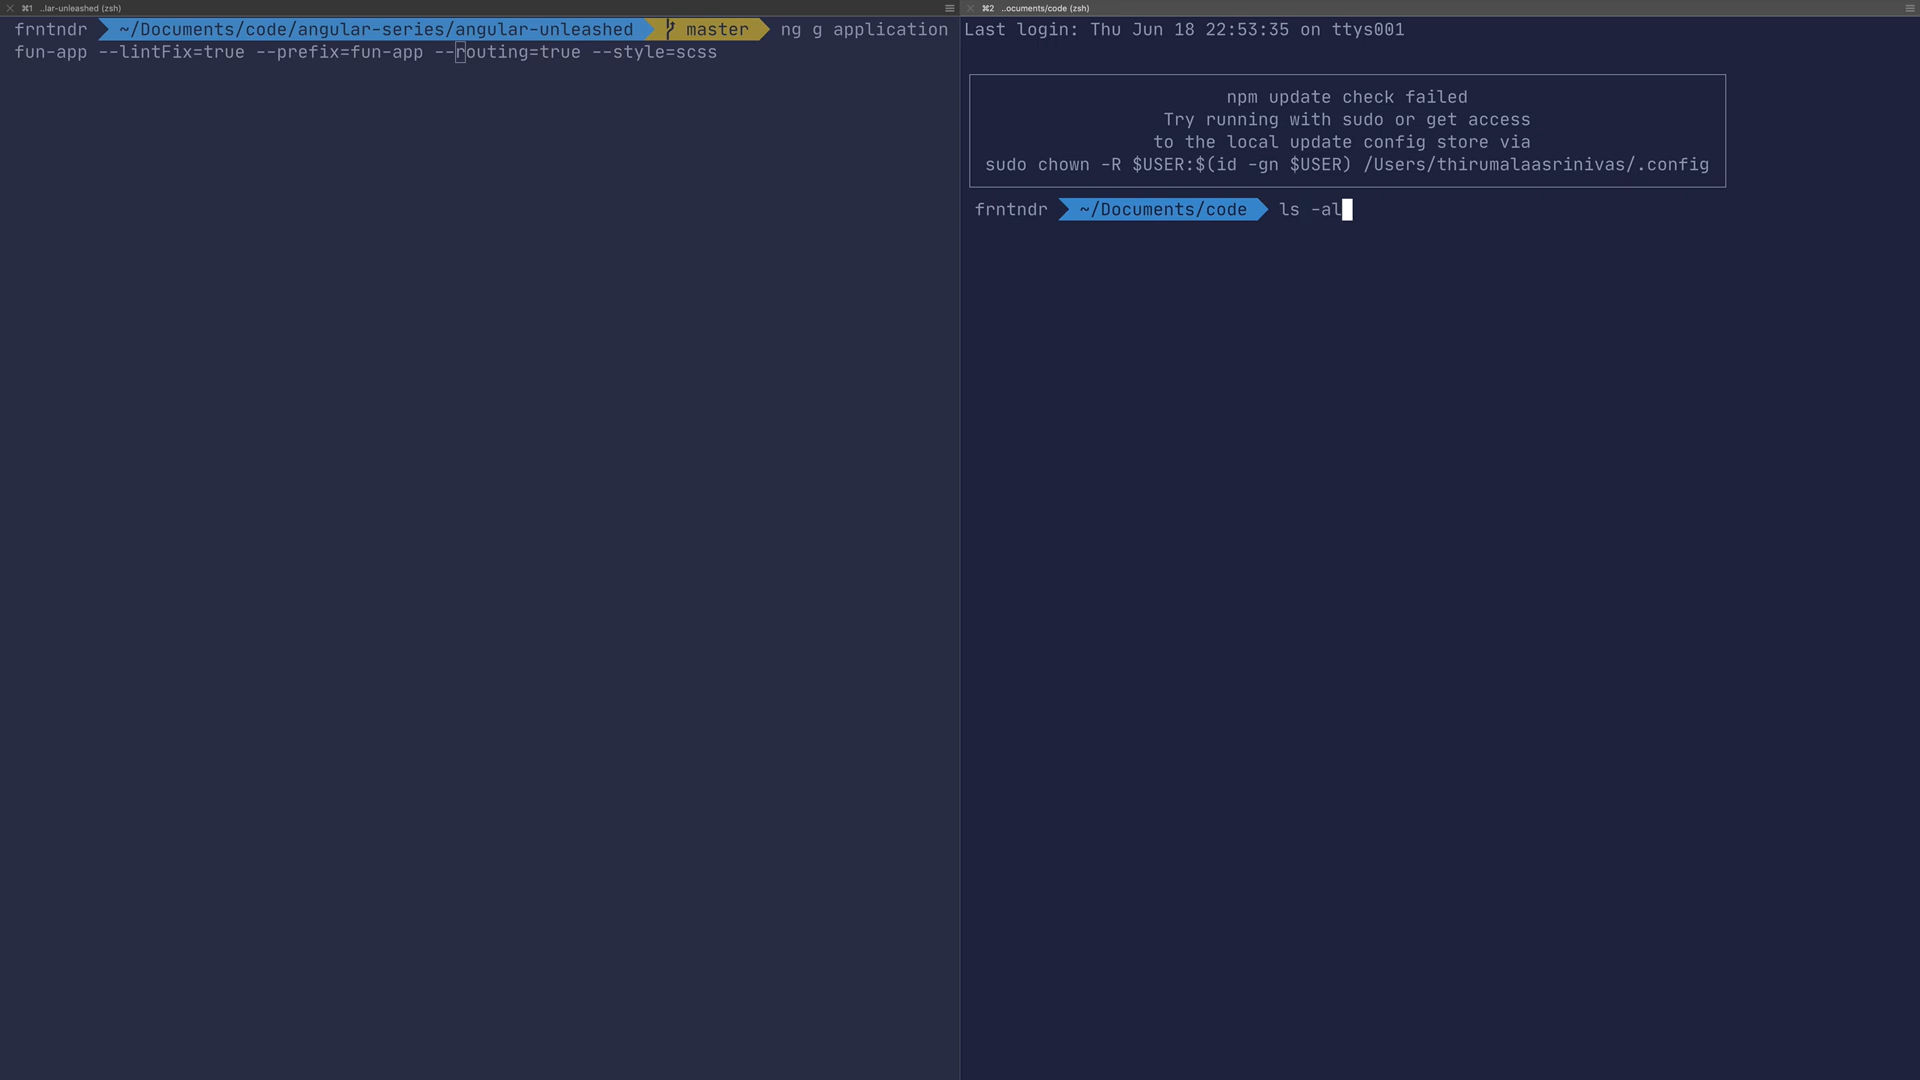 ⌘1 ..lar-unleashed (zsh)
frntndr ~/Documents/code/angular-series/angular-unleashed master ng g application
fun-app --lintFix=true --prefix=fun-app --routing=true --style=scss
⌘2 ..ocuments/code (zsh)
Last login: Thu Jun 18 22:53:35 on ttys001
npm update check failed
Try running with sudo or get access
to the local update config store via
sudo chown -R $USER:$(id -gn $USER) /Users/thirumalaasrinivas/.config
frntndr ~/Documents/code ls -al